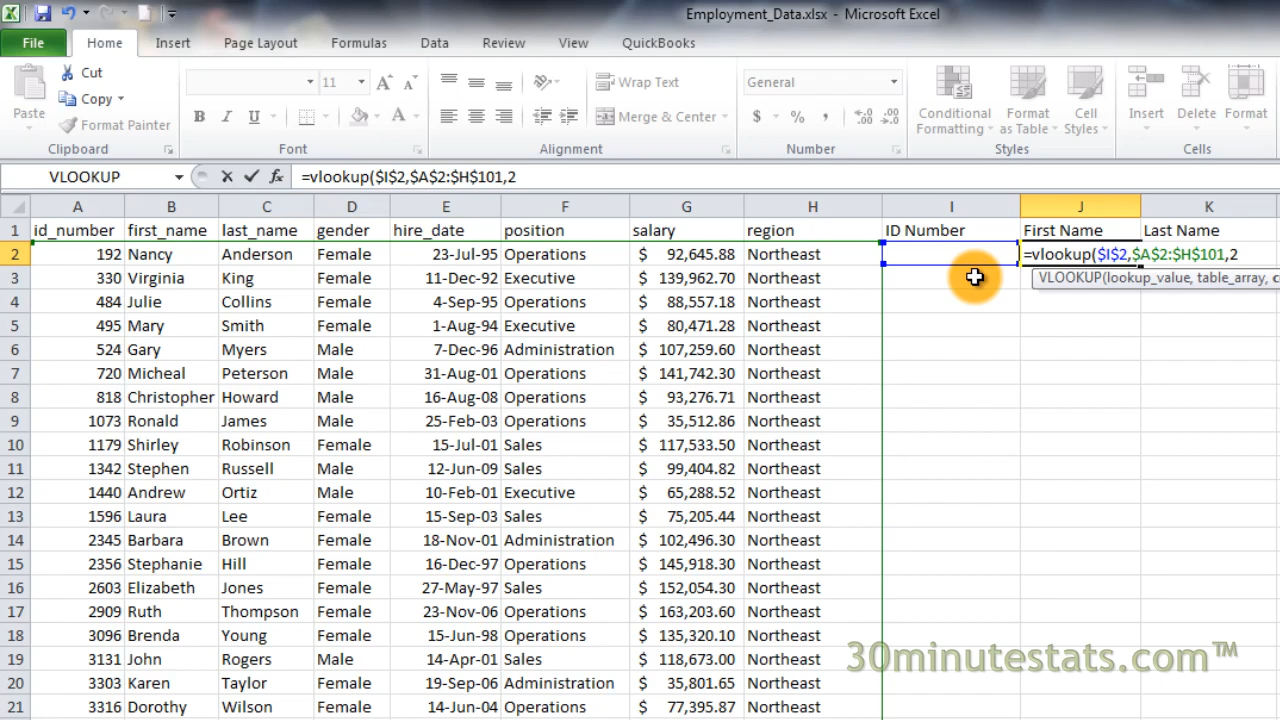 Employment_Data.xlsx - Microsoft Excel
File Home Insert Page Layout Formulas Data Review View QuickBooks
Paste Cut Copy Format Painter 11 B I U A A A Wrap Text Merge & Center General $ % , .0 .00 .00 .0 Conditional Formatting Format as Table Cell Styles Insert Delete Format
Clipboard Font Alignment Number Styles Cells
VLOOKUP fx =vlookup($I$2,$A$2:$H$101,2
A B C D E F G H I J K
1 id_number first_name last_name gender hire_date position salary region ID Number First Name Last Name
2 192 Nancy Anderson Female 23-Jul-95 Operations $ 92,645.88 Northeast =vlookup($I$2,$A$2:$H$101,2
3 330 Virginia King Female 11-Dec-92 Executive $ 139,962.70 Northeast VLOOKUP(lookup_value, table_array, c
4 484 Julie Collins Female 4-Sep-95 Operations $ 88,557.18 Northeast
5 495 Mary Smith Female 1-Aug-94 Executive $ 80,471.28 Northeast
6 524 Gary Myers Male 7-Dec-96 Administration $ 107,259.60 Northeast
7 720 Micheal Peterson Male 31-Aug-01 Operations $ 141,742.30 Northeast
8 818 Christopher Howard Male 16-Aug-08 Operations $ 93,276.71 Northeast
9 1073 Ronald James Male 25-Feb-03 Operations $ 35,512.86 Northeast
10 1179 Shirley Robinson Female 15-Jul-01 Sales $ 117,533.50 Northeast
11 1342 Stephen Russell Male 12-Jun-09 Sales $ 99,404.82 Northeast
12 1440 Andrew Ortiz Male 10-Feb-01 Executive $ 65,288.52 Northeast
13 1596 Laura Lee Female 15-Sep-03 Sales $ 75,205.44 Northeast
14 2345 Barbara Brown Female 18-Nov-01 Administration $ 102,496.30 Northeast
15 2356 Stephanie Hill Female 16-Dec-97 Operations $ 145,918.30 Northeast
16 2603 Elizabeth Jones Female 27-May-97 Sales $ 152,054.30 Northeast
17 2909 Ruth Thompson Female 23-Nov-06 Operations $ 163,203.60 Northeast
18 3096 Brenda Young Female 15-Jun-98 Operations $ 135,320.10 Northeast
19 3131 John Rogers Male 14-Apr-01 Sales $ 118,673.00 Northeast
20 3303 Karen Taylor Female 19-Sep-06 Administration $ 35,801.65 Northeast
21 3316 Dorothy Wilson Female 14-Jun-04 Operations $ 77,395.87 Northeast
30minutestats.com™